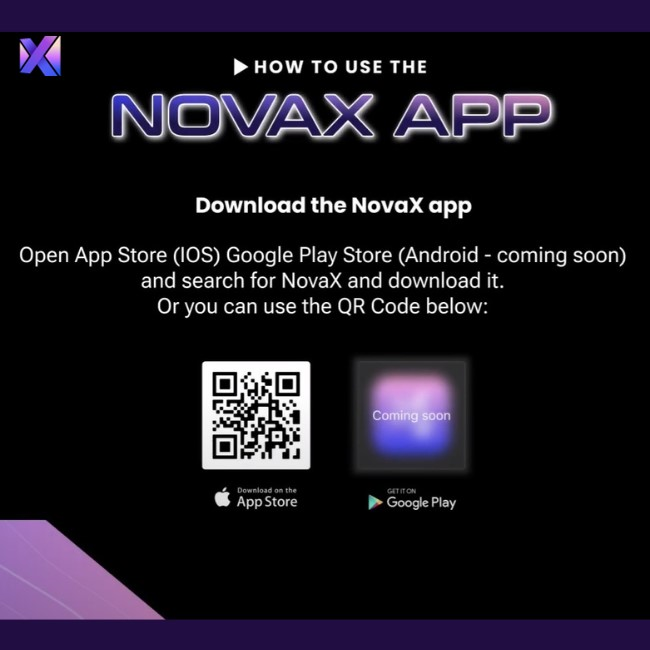 HOW TO USE THE
NOVAX APP
Download the NovaX app
Open App Store (IOS) Google Play Store (Android - coming soon)
and search for NovaX and download it.
Or you can use the QR Code below:
Coming soon
Download on the
App Store
GET IT ON
Google Play